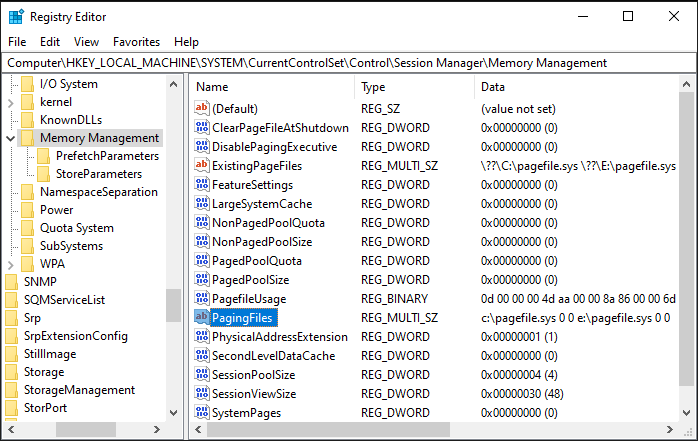 Registry Editor
File Edit View Favorites Help
Computer\HKEY_LOCAL_MACHINE\SYSTEM\CurrentControlSet\Control\Session Manager\Memory Management
I/O System
kernel
KnownDLLs
Memory Management
PrefetchParameters
StoreParameters
NamespaceSeparation
Power
Quota System
SubSystems
WPA
SNMP
SQMServiceList
Srp
SrpExtensionConfig
StillImage
Storage
StorageManagement
StorPort
Name Type Data
(Default) REG_SZ (value not set)
ClearPageFileAtShutdown REG_DWORD 0x00000000 (0)
DisablePagingExecutive REG_DWORD 0x00000000 (0)
ExistingPageFiles REG_MULTI_SZ \??\C:\pagefile.sys \??\E:\pagefile.sys
FeatureSettings REG_DWORD 0x00000000 (0)
LargeSystemCache REG_DWORD 0x00000000 (0)
NonPagedPoolQuota REG_DWORD 0x00000000 (0)
NonPagedPoolSize REG_DWORD 0x00000000 (0)
PagedPoolQuota REG_DWORD 0x00000000 (0)
PagedPoolSize REG_DWORD 0x00000000 (0)
PagefileUsage REG_BINARY 0d 00 00 00 4d aa 00 00 8a 86 00 00 6d
PagingFiles REG_MULTI_SZ c:\pagefile.sys 0 0 e:\pagefile.sys 0 0
PhysicalAddressExtension REG_DWORD 0x00000001 (1)
SecondLevelDataCache REG_DWORD 0x00000000 (0)
SessionPoolSize REG_DWORD 0x00000004 (4)
SessionViewSize REG_DWORD 0x00000030 (48)
SystemPages REG_DWORD 0x00000000 (0)